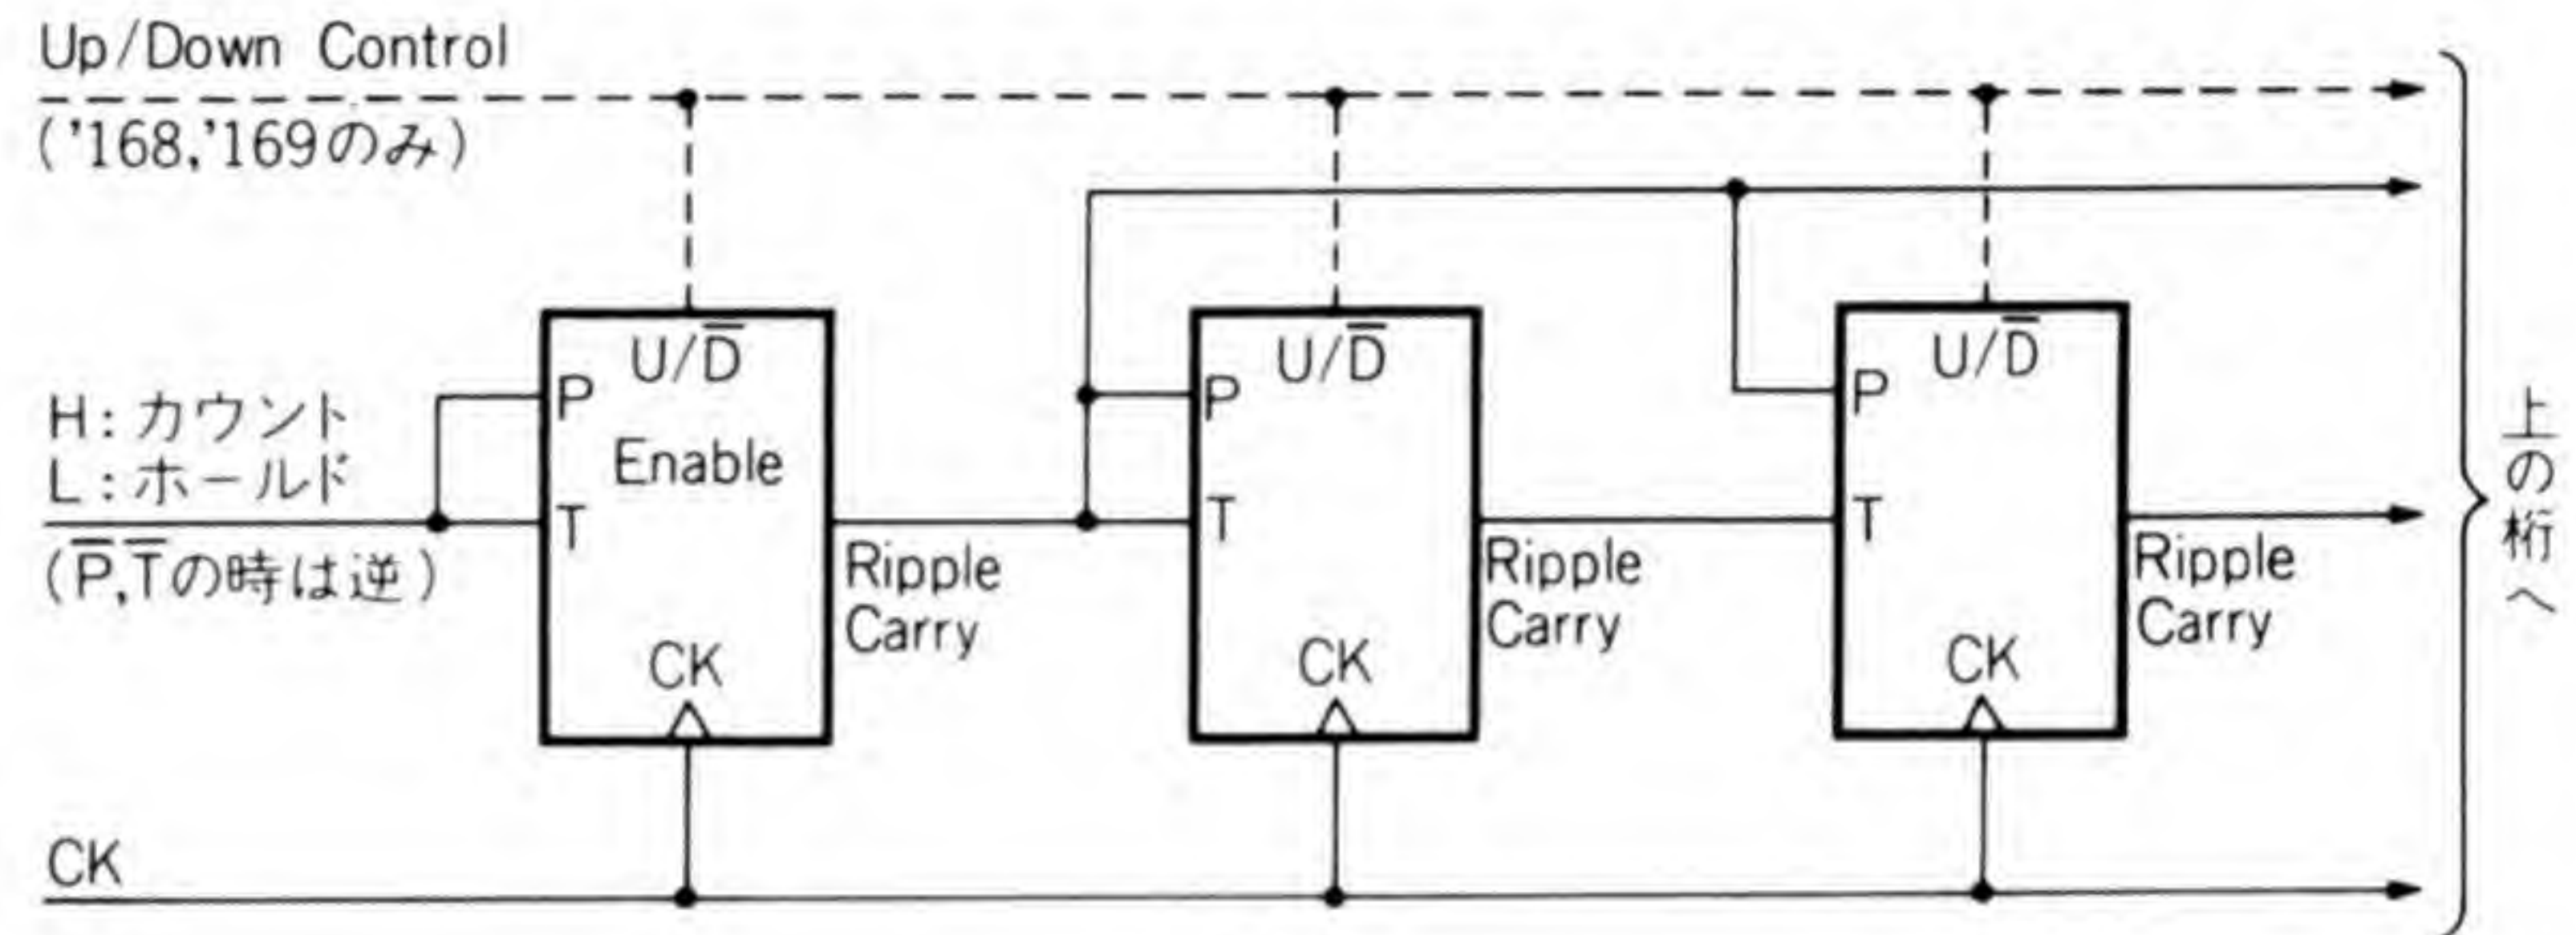 Up/Down Control
('168,'169のみ)
U/D̅
U/D̅
U/D̅
P
P
P
H:カウント
L:ホールド
Enable
T
T
T
(P̅,T̅の時は逆)
Ripple
Carry
Ripple
Carry
Ripple
Carry
CK
CK
CK
CK
上の桁へ